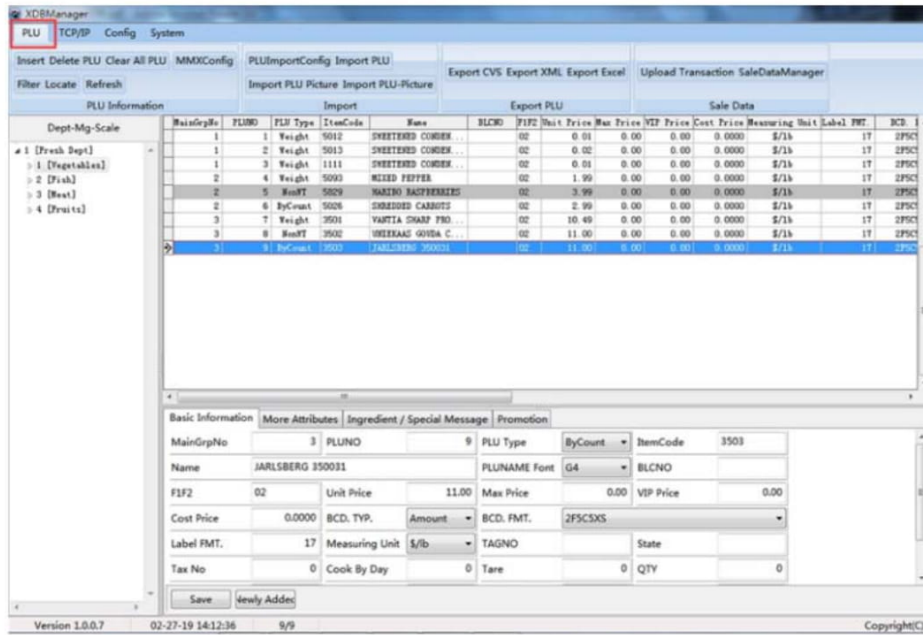 XDBManager
PLU TCP/IP Config System
Insert Delete PLU Clear All PLU MMXConfig PLUImportConfig Import PLU Export CVS Export XML Export Excel Upload Transaction SaleDataManager
Filter Locate Refresh Import PLU Picture Import PLU-Picture
PLU Information Import Export PLU Sale Data
Dept-Mg-Scale
1 [Fresh Dept]
1 [Vegetables]
2 [Fish]
3 [Meat]
4 [Fruits]
MainGrpNo PLUNO PLU Type ItemCode Name BLCNO F1F2 Unit Price Max Price VIP Price Cost Price Measuring Unit Label FMT. BCD.
1 1 Weight 5012 SWEETENED CONDEN... 02 0.01 0.00 0.00 0.0000 $/lb 17 2F5C
1 2 Weight 5013 SWEETENED CONDEN... 02 0.02 0.00 0.00 0.0000 $/lb 17 2F5C
1 3 Weight 1111 SWEETENED CONDEN... 02 0.01 0.00 0.00 0.0000 $/lb 17 2F5C
2 4 Weight 5093 MIXED PEPPER 02 1.99 0.00 0.00 0.0000 $/lb 17 2F5C
2 5 NonWT 5029 MARIBO RASPBERRIES 02 3.99 0.00 0.00 0.0000 $/lb 17 2F5C
2 6 ByCount 5026 SHREDDED CARROTS 02 2.99 0.00 0.00 0.0000 $/lb 17 2F5C
3 7 Weight 3501 VANTIA SHARP PRO... 02 10.49 0.00 0.00 0.0000 $/lb 17 2F5C
3 8 NonWT 3502 GOUDA C... 02 11.00 0.00 0.00 0.0000 $/lb 17 2F5C
3 9 ByCount 3503 JARLSBERG 350031 02 11.00 0.00 0.00 0.0000 $/lb 17 2F5C
Basic Information More Attributes Ingredient / Special Message Promotion
MainGrpNo 3 PLUNO 9 PLU Type ByCount ItemCode 3503
Name JARLSBERG 350031 PLUNAME Font G4 BLCNO
F1F2 02 Unit Price 11.00 Max Price 0.00 VIP Price 0.00
Cost Price 0.0000 BCD. TYP. Amount BCD. FMT. 2F5C5XS
Label FMT. 17 Measuring Unit $/lb TAGNO State
Tax No 0 Cook By Day 0 Tare 0 QTY 0
Save Newly Added
Version 1.0.0.7 02-27-19 14:12:36 9/9 Copyright(C